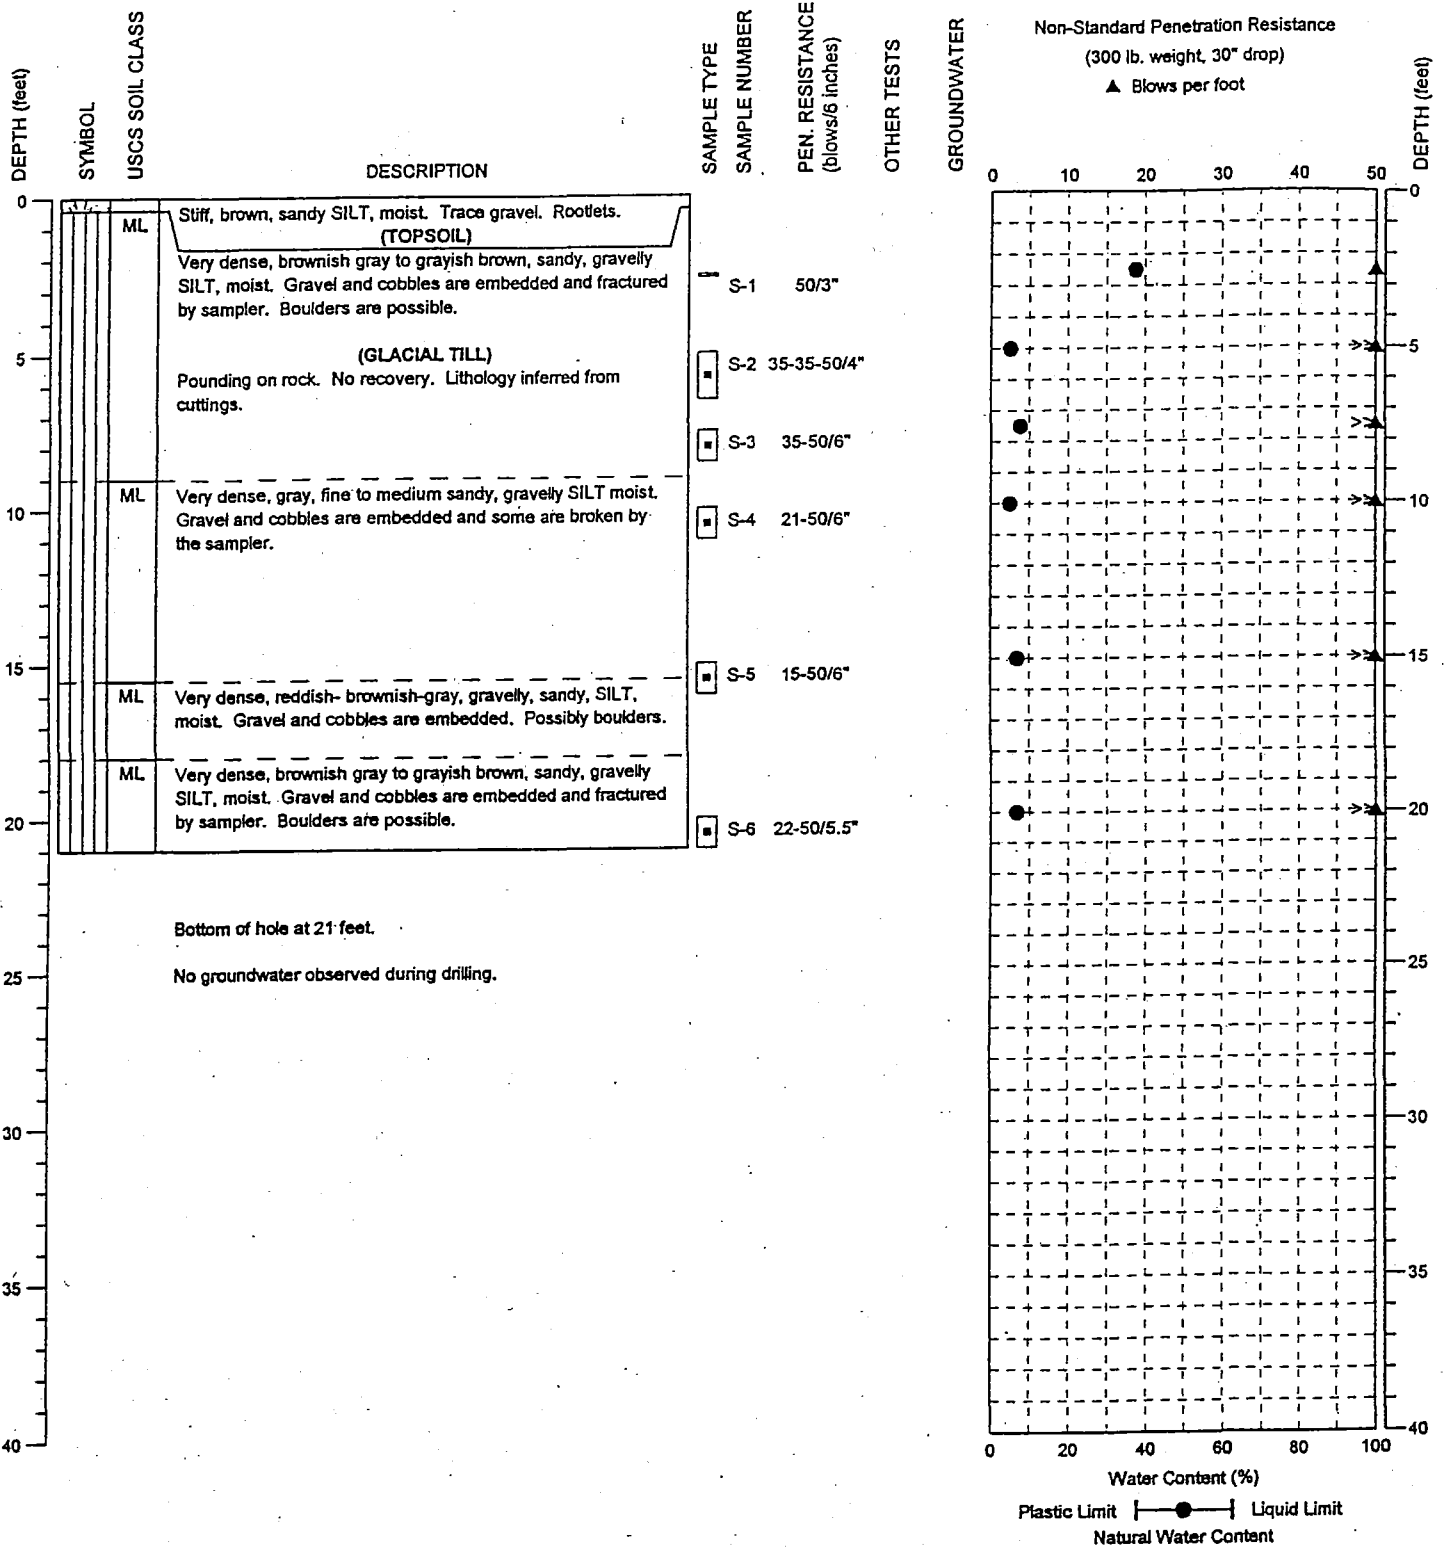 Non-Standard Penetration Resistance
(300 lb. weight, 30" drop)
▲ Blows per foot
DEPTH (feet)
SYMBOL
USCS SOIL CLASS
DESCRIPTION
SAMPLE TYPE
SAMPLE NUMBER
PEN. RESISTANCE
(blows/6 inches)
OTHER TESTS
GROUNDWATER
DEPTH (feet)
0 10 20 30 40 50
0
ML
Stiff, brown, sandy SILT, moist. Trace gravel. Rootlets.
(TOPSOIL)
Very dense, brownish gray to grayish brown, sandy, gravelly
SILT, moist. Gravel and cobbles are embedded and fractured
by sampler. Boulders are possible.
S-1 50/3"
(GLACIAL TILL)
5
Pounding on rock. No recovery. Lithology inferred from
cuttings.
S-2 35-35-50/4"
S-3 35-50/6"
ML
Very dense, gray, fine to medium sandy, gravelly SILT moist.
Gravel and cobbles are embedded and some are broken by
the sampler.
10
S-4 21-50/6"
15
S-5 15-50/6"
ML
Very dense, reddish- brownish-gray, gravelly, sandy, SILT,
moist. Gravel and cobbles are embedded. Possibly boulders.
ML
Very dense, brownish gray to grayish brown, sandy, gravelly
SILT, moist. Gravel and cobbles are embedded and fractured
by sampler. Boulders are possible.
20
S-6 22-50/5.5"
Bottom of hole at 21 feet.
No groundwater observed during drilling.
25
30
35
40
0
>>
5
>>
>>
10
>>
15
>>
20
25
30
35
40
0 20 40 60 80 100
Water Content (%)
Plastic Limit Liquid Limit
Natural Water Content